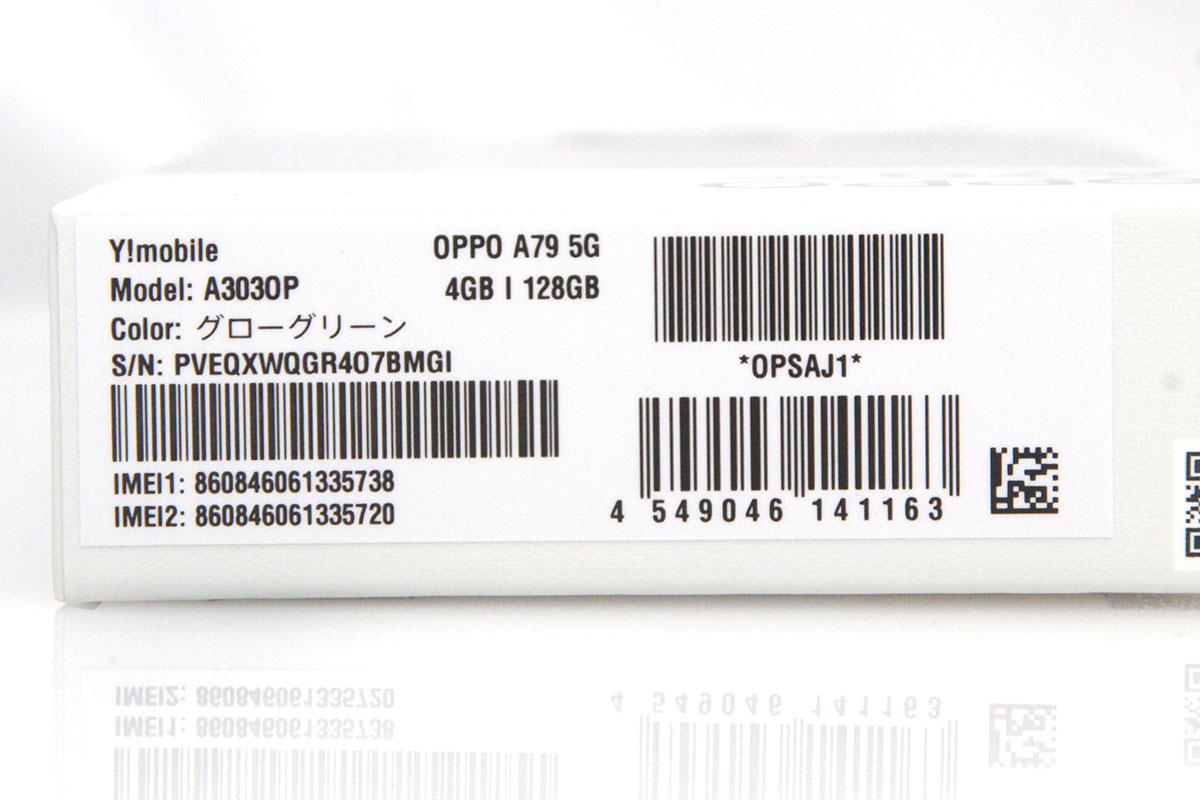 Y!mobile
OPPO A79 5G
Model: A303OP
4GB | 128GB
Color: グローグリーン
S/N: PVEQXWQGR4O7BMGI
IMEI1: 860846061335738
IMEI2: 860846061335720
*OPSAJ1*
4 549046 141163